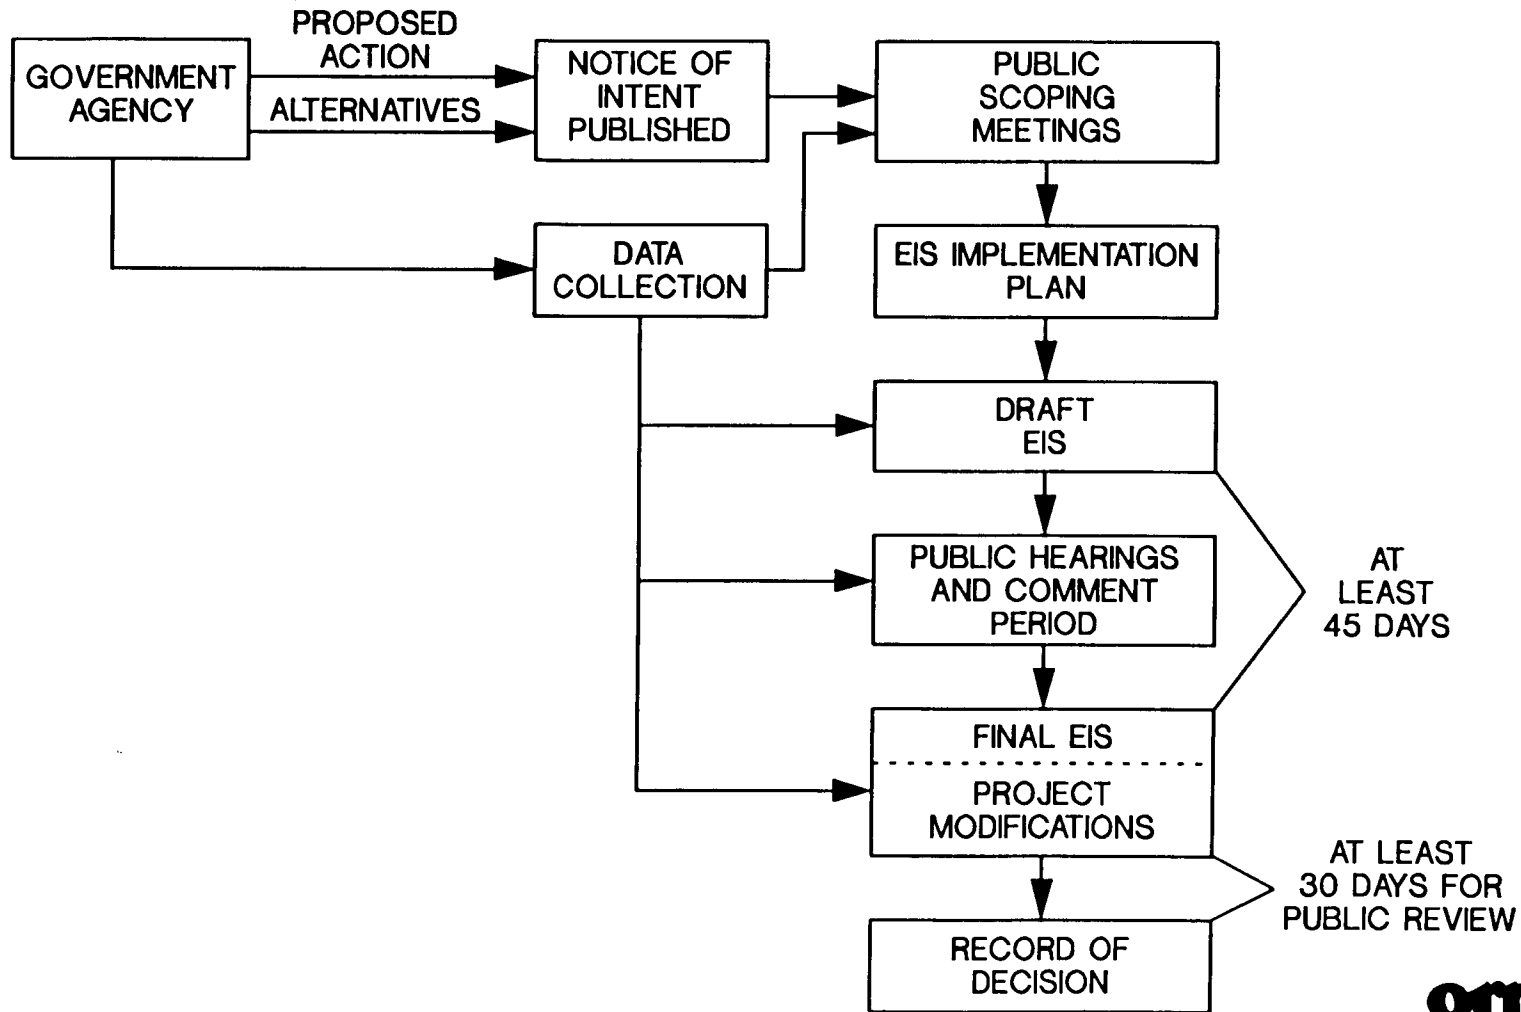 PROPOSED
ACTION
GOVERNMENT
AGENCY
ALTERNATIVES
NOTICE OF
INTENT
PUBLISHED
PUBLIC
SCOPING
MEETINGS
DATA
COLLECTION
EIS IMPLEMENTATION
PLAN
DRAFT
EIS
PUBLIC HEARINGS
AND COMMENT
PERIOD
AT
LEAST
45 DAYS
FINAL EIS
PROJECT
MODIFICATIONS
AT LEAST
30 DAYS FOR
PUBLIC REVIEW
RECORD OF
DECISION